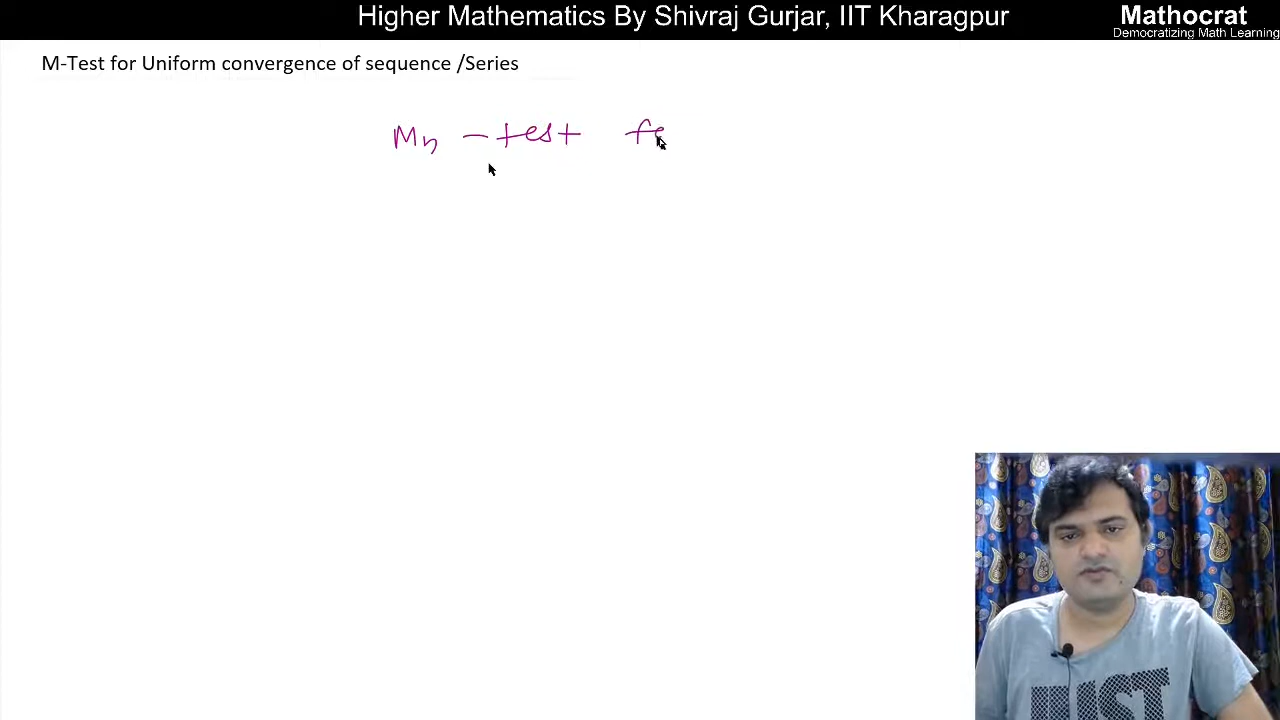 Higher Mathematics By Shivraj Gurjar, IIT Kharagpur
Mathocrat
Democratizing Math Learning
M-Test for Uniform convergence of sequence /Series
Mn - test fo
JUST